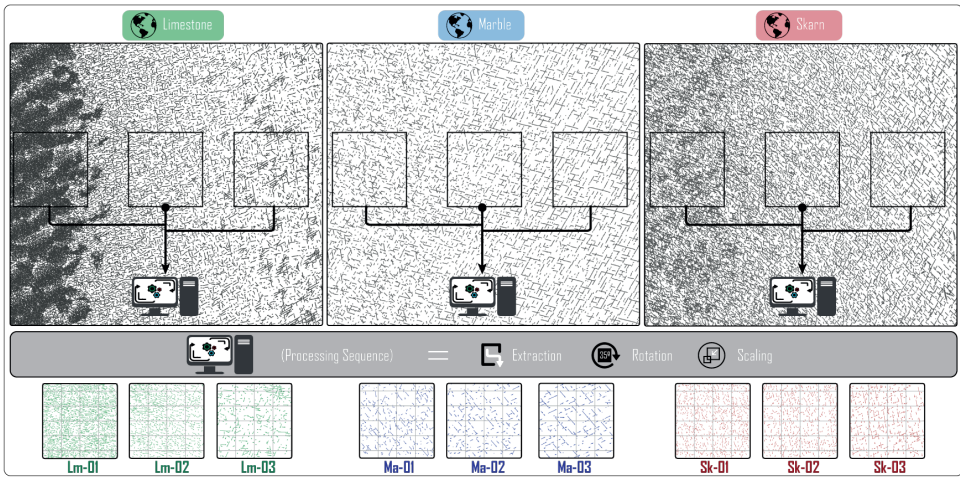 Limestone
Marble
Skarn
(Processing Sequence) = Extraction 35º Rotation Scaling
Lm-01 Lm-02 Lm-03 Ma-01 Ma-02 Ma-03 Sk-01 Sk-02 Sk-03